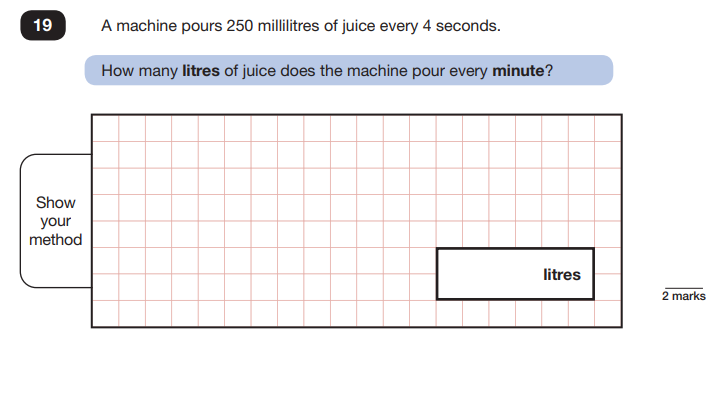 19
A machine pours 250 millilitres of juice every 4 seconds.
How many litres of juice does the machine pour every minute?
Show
your
method
litres
2 marks